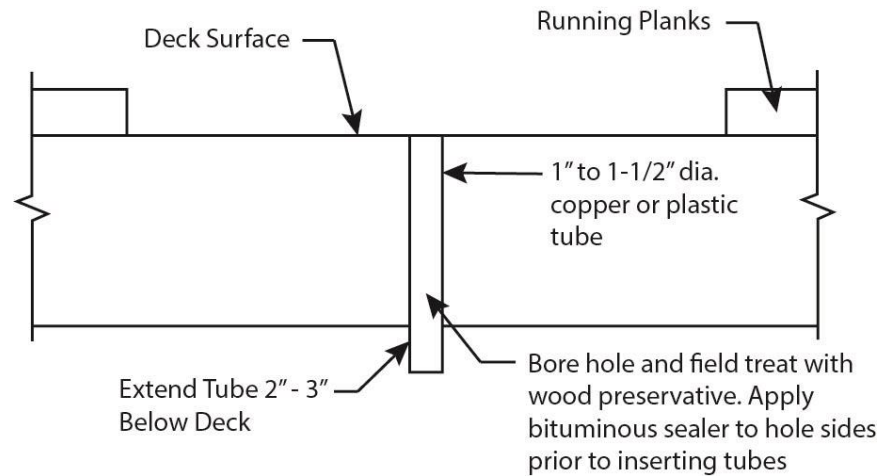 Deck Surface
Running Planks
1” to 1-1/2” dia.
copper or plastic
tube
Extend Tube 2” - 3”
Below Deck
Bore hole and field treat with
wood preservative. Apply
bituminous sealer to hole sides
prior to inserting tubes